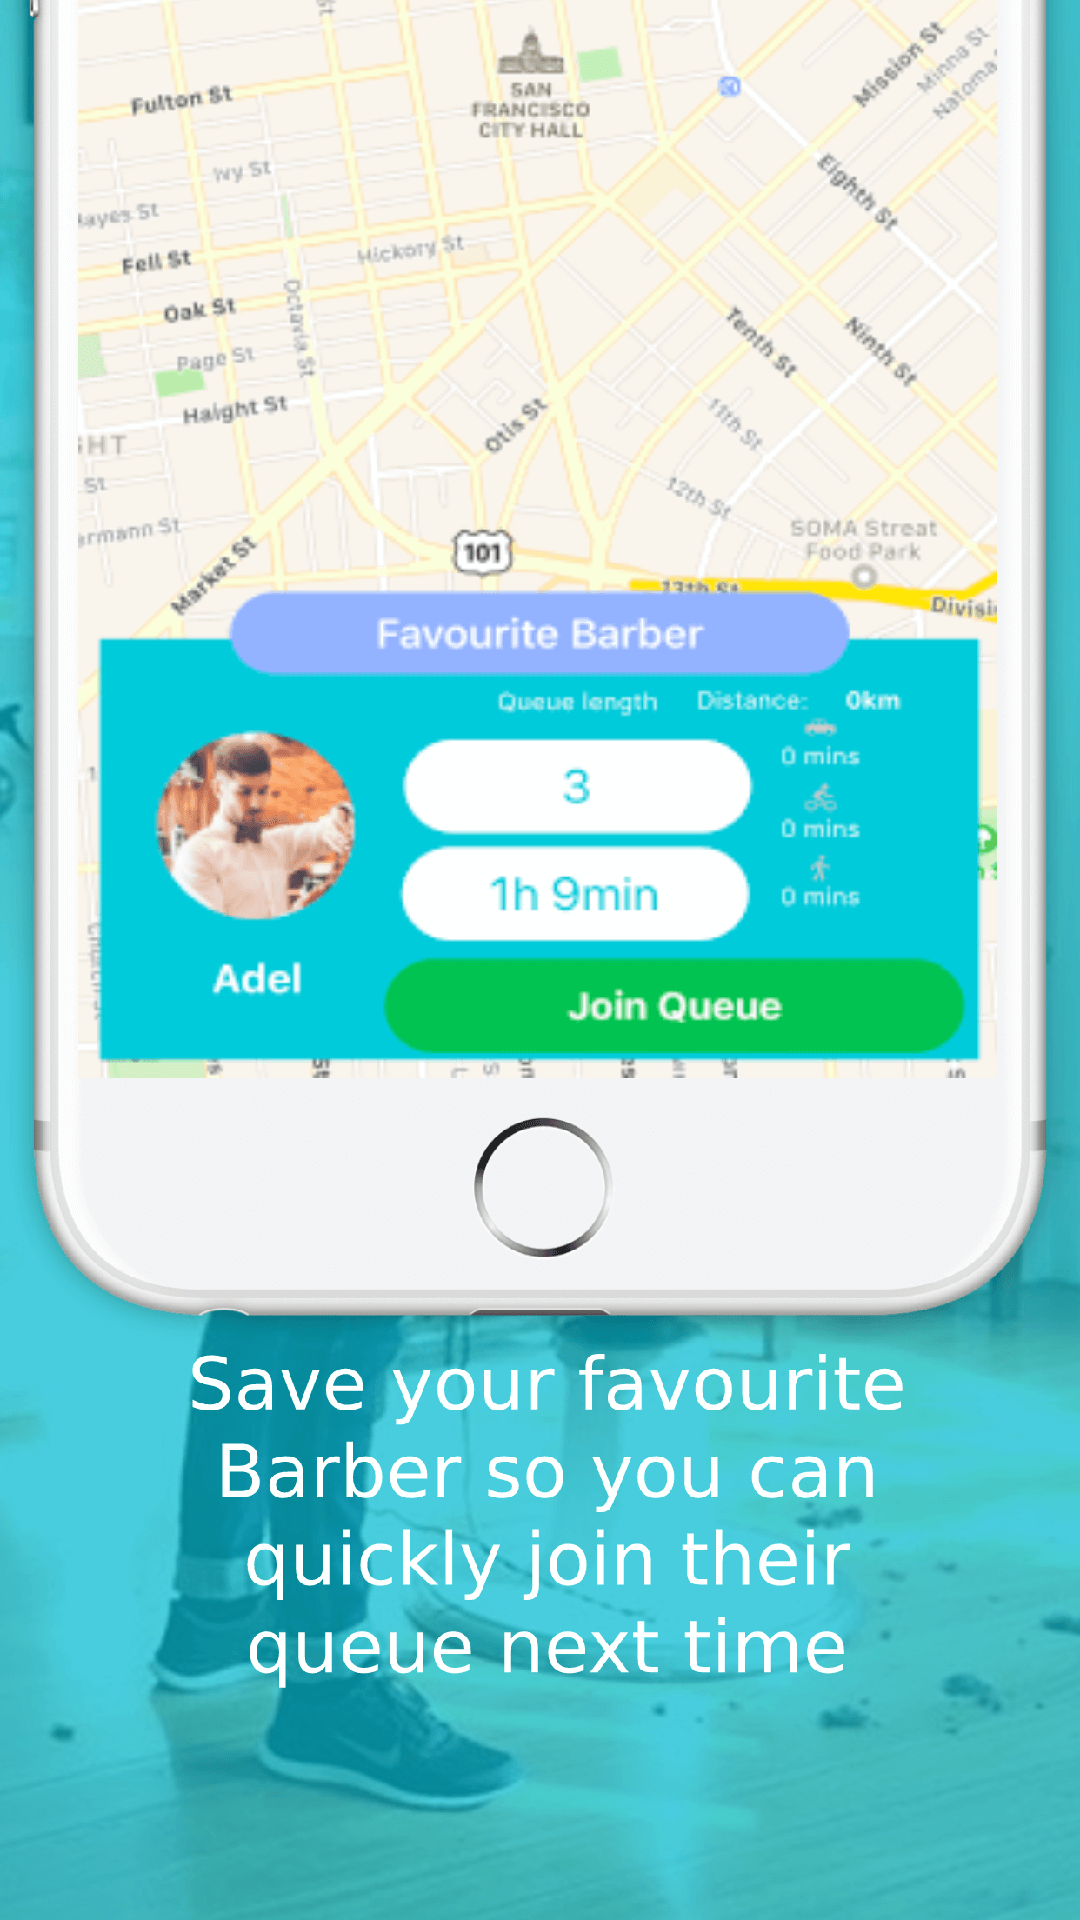 Mission St
Minna St
Natoma
Fulton St
SAN
FRANCISCO
CITY HALL
Ivy St
Eighth St
Hayes St
Fell St
Hickory St
Oak St
Octavia St
Page St
Tenth St
Ninth St
Haight St
Otis St
11th St
GHT
St
12th St
ermann St
SOMA Streat
Food Park
Market St
101
13th St
Divisi
Favourite Barber
Queue length Distance: 0km
0 mins
3
0 mins
1h 9min
0 mins
Adel
Join Queue
Save your favourite
Barber so you can
quickly join their
queue next time